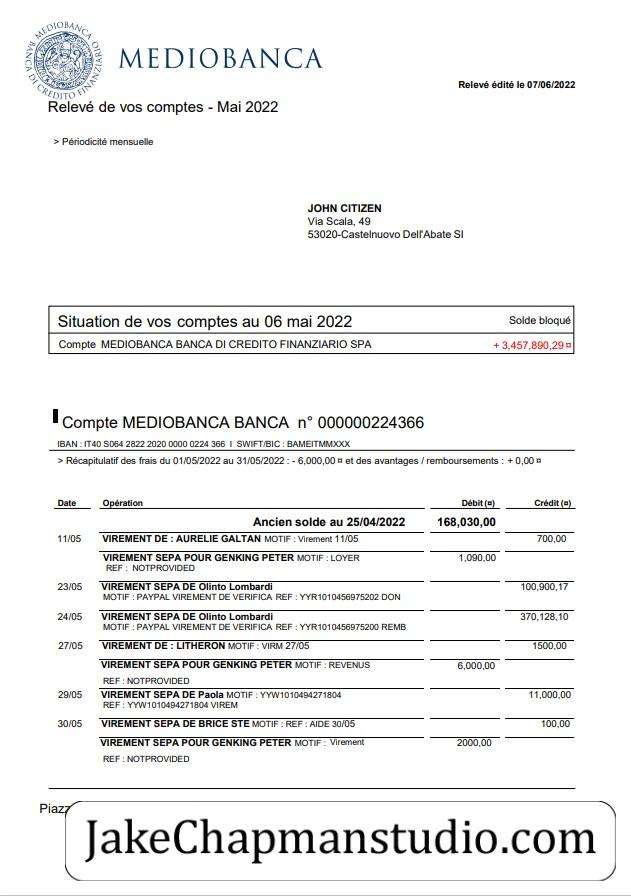 MEDIOBANCA
MEDIOBANCA
BANCA DI CREDITO FINANZIARIO
Relevé édité le 07/06/2022
Relevé de vos comptes - Mai 2022
> Périodicité mensuelle
JOHN CITIZEN
Via Scala, 49
53020-Castelnuovo Dell'Abate SI
Situation de vos comptes au 06 mai 2022 Solde bloqué
Compte MEDIOBANCA BANCA DI CREDITO FINANZIARIO SPA + 3,457,890,29 ¤
Compte MEDIOBANCA BANCA n° 000000224366
IBAN : IT40 S064 2822 2020 0000 0224 366 I SWIFT/BIC : BAMEITMMXXX
> Récapitulatif des frais du 01/05/2022 au 31/05/2022 : - 6,000,00 ¤ et des avantages / remboursements : + 0,00 ¤
Date Opération Débit (¤) Crédit (¤)
Ancien solde au 25/04/2022 168,030,00
11/05 VIREMENT DE : AURELIE GALTAN MOTIF : Virement 11/05 700,00
VIREMENT SEPA POUR GENKING PETER MOTIF : LOYER 1,090,00
REF : NOTPROVIDED
23/05 VIREMENT SEPA DE Olinto Lombardi 100,900,17
MOTIF : PAYPAL VIREMENT DE VERIFICA REF : YYR1010456975202 DON
24/05 VIREMENT SEPA DE Olinto Lombardi 370,128,10
MOTIF : PAYPAL VIREMENT DE VERIFICA REF : YYR1010456975200 REMB
27/05 VIREMENT DE : LITHERON MOTIF : VIRM 27/05 1500,00
VIREMENT SEPA POUR GENKING PETER MOTIF : REVENUS 6,000,00
REF : NOTPROVIDED
29/05 VIREMENT SEPA DE Paola MOTIF : YYW1010494271804 11,000,00
REF : YYW1010494271804 VIREM
30/05 VIREMENT SEPA DE BRICE STE MOTIF : REF : AIDE 30/05 100,00
VIREMENT SEPA POUR GENKING PETER MOTIF : Virement 2000,00
REF : NOTPROVIDED
JakeChapmanstudio.com